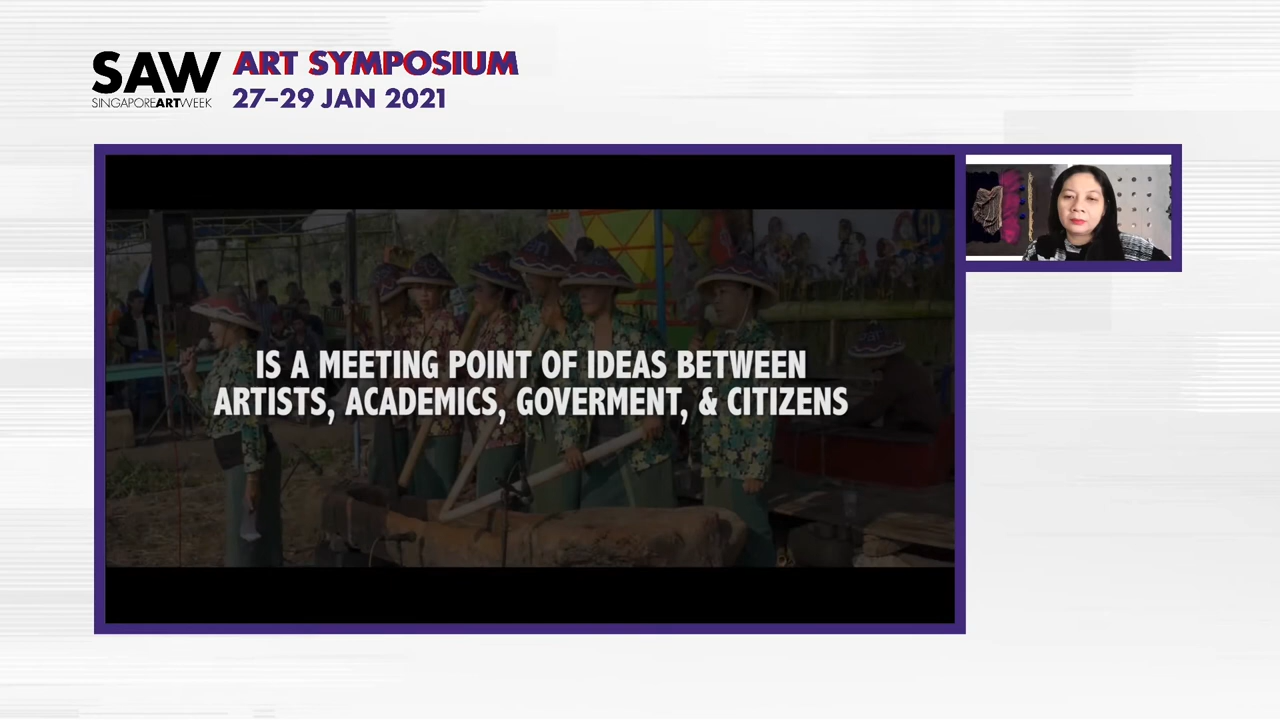 SAW ART SYMPOSIUM
SINGAPOREARTWEEK 27–29 JAN 2021
IS A MEETING POINT OF IDEAS BETWEEN
ARTISTS, ACADEMICS, GOVERMENT, & CITIZENS